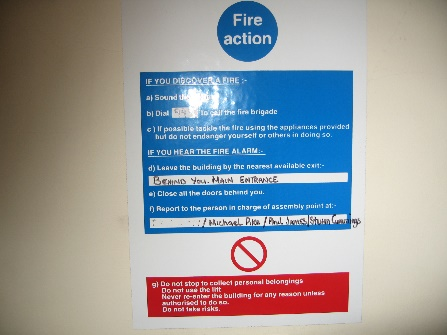 Fire
action
IF YOU DISCOVER A FIRE :-
a) Sound the
b) Dial to call the fire brigade
c ) If possible tackle the fire using the appliances provided
but do not endanger yourself or others in doing so.
IF YOU HEAR THE FIRE ALARM:-
d) Leave the building by the nearest available exit:-
BEHIND YOU. MAIN ENTRANCE
e) Close all the doors behind you.
f) Report to the person in charge of assembly point at:-
/ Michael / Paul James/Stuart
g) Do not stop to collect personal belongings
Do not use the lift
Never re-enter the building for any reason unless
authorised to do so.
Do not take risks.